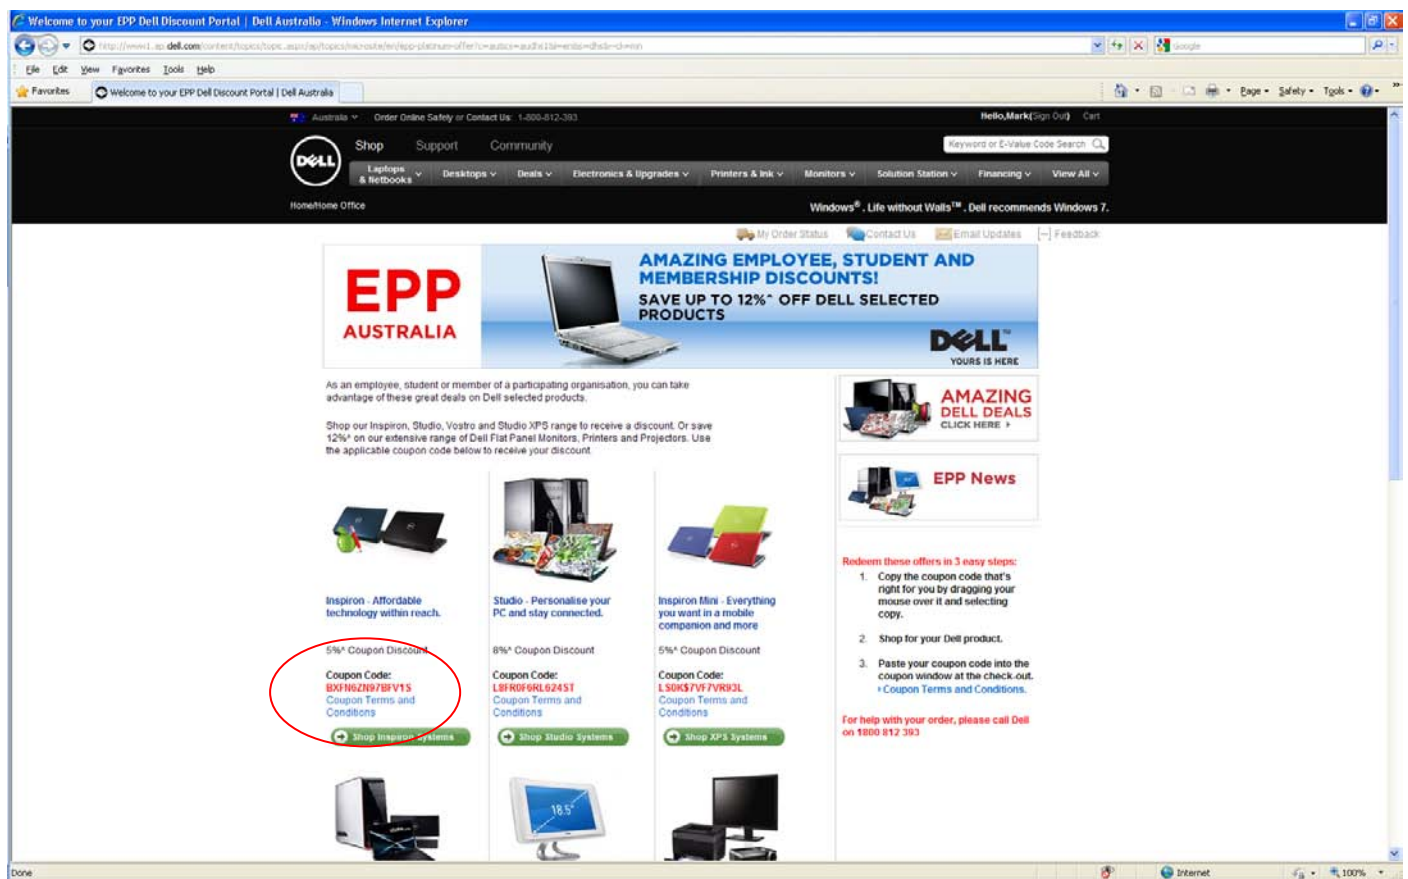 Welcome to your EPP Dell Discount Portal | Dell Australia - Windows Internet Explorer
Google
File Edit View Favorites Tools Help
Favorites Welcome to your EPP Dell Discount Portal | Dell Australia Page Safety Tools
Australia Order Online Safely or Contact Us: 1-800-812-393 Hello,Mark(Sign Out) Cart
DELL Shop Support Community Keyword or E-Value Code Search
Laptops & Netbooks Desktops Deals Electronics & Upgrades Printers & Ink Monitors Solution Station Financing View All
Home/Home Office Windows®. Life without Walls™. Dell recommends Windows 7.
My Order Status Contact Us Email Updates [–] Feedback
EPP
AUSTRALIA
AMAZING EMPLOYEE, STUDENT AND
MEMBERSHIP DISCOUNTS!
SAVE UP TO 12%^ OFF DELL SELECTED
PRODUCTS
DELL™
YOURS IS HERE
As an employee, student or member of a participating organisation, you can take
advantage of these great deals on Dell selected products.
Shop our Inspiron, Studio, Vostro and Studio XPS range to receive a discount. Or save
12%^ on our extensive range of Dell Flat Panel Monitors, Printers and Projectors. Use
the applicable coupon code below to receive your discount
AMAZING
DELL DEALS
CLICK HERE
EPP News
Inspiron - Affordable
technology within reach.
5%^ Coupon Discount
Coupon Code:
BXFN6ZN97BFV1S
Coupon Terms and
Conditions
Shop Inspiron Systems
Studio - Personalise your
PC and stay connected.
8%^ Coupon Discount
Coupon Code:
L8FR0F6RL624ST
Coupon Terms and
Conditions
Shop Studio Systems
Inspiron Mini - Everything
you want in a mobile
companion and more
5%^ Coupon Discount
Coupon Code:
LS0K$7VF7VR93L
Coupon Terms and
Conditions
Shop XPS Systems
Redeem these offers in 3 easy steps:
1. Copy the coupon code that's
right for you by dragging your
mouse over it and selecting
copy.
2. Shop for your Dell product.
3. Paste your coupon code into the
coupon window at the check-out.
Coupon Terms and Conditions.
For help with your order, please call Dell
on 1800 812 393
18.5"
Done Internet 100%